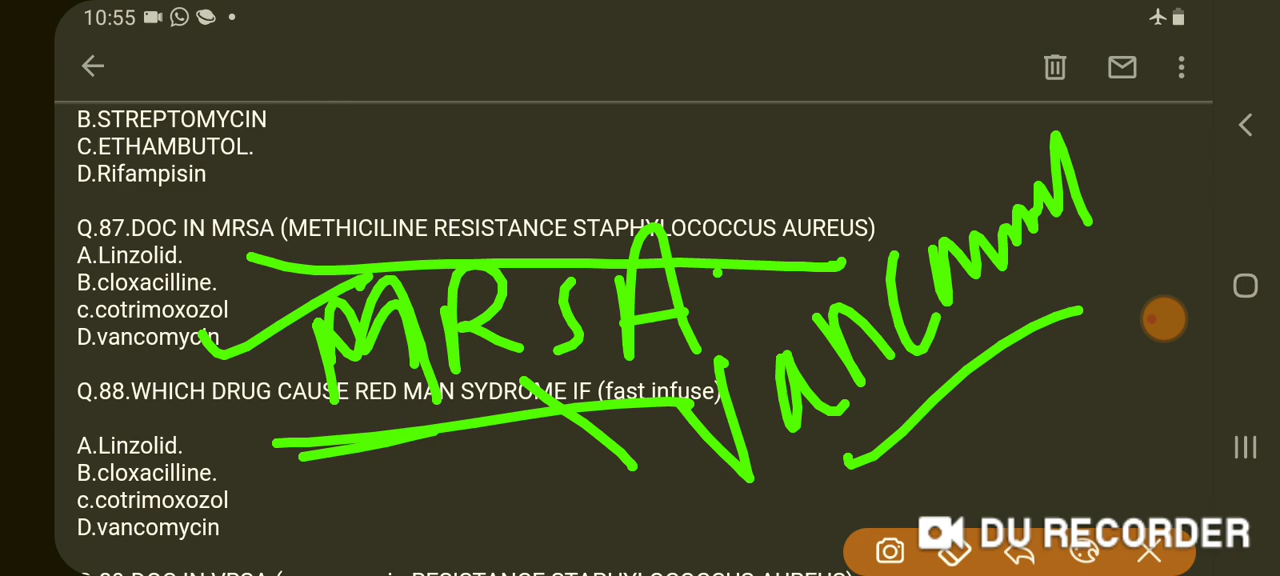 10:55
B.STREPTOMYCIN
C.ETHAMBUTOL.
D.Rifampisin
Q.87.DOC IN MRSA (METHICILINE RESISTANCE STAPHYLOCOCCUS AUREUS)
A.Linzolid.
B.cloxacilline.
c.cotrimoxozol
D.vancomycin
MRSA
Q.88.WHICH DRUG CAUSE RED MAN SYDROME IF (fast infuse)
A.Linzolid.
B.cloxacilline.
c.cotrimoxozol
D.vancomycin
DU RECORDER